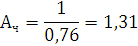 Aч = 1/0,76 = 1,31